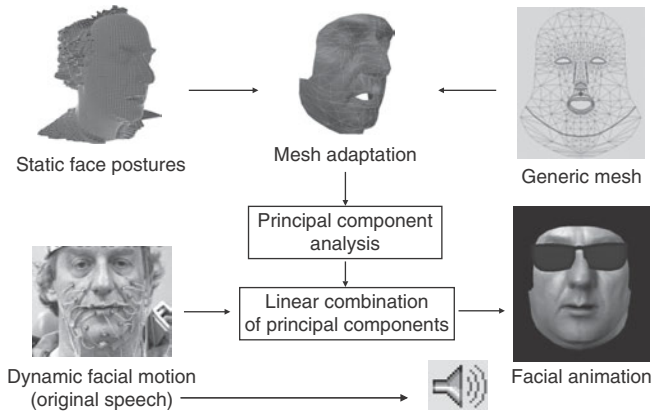 Static face postures
Mesh adaptation
Generic mesh
Principal component
analysis
Linear combination
of principal components
Dynamic facial motion
(original speech)
Facial animation